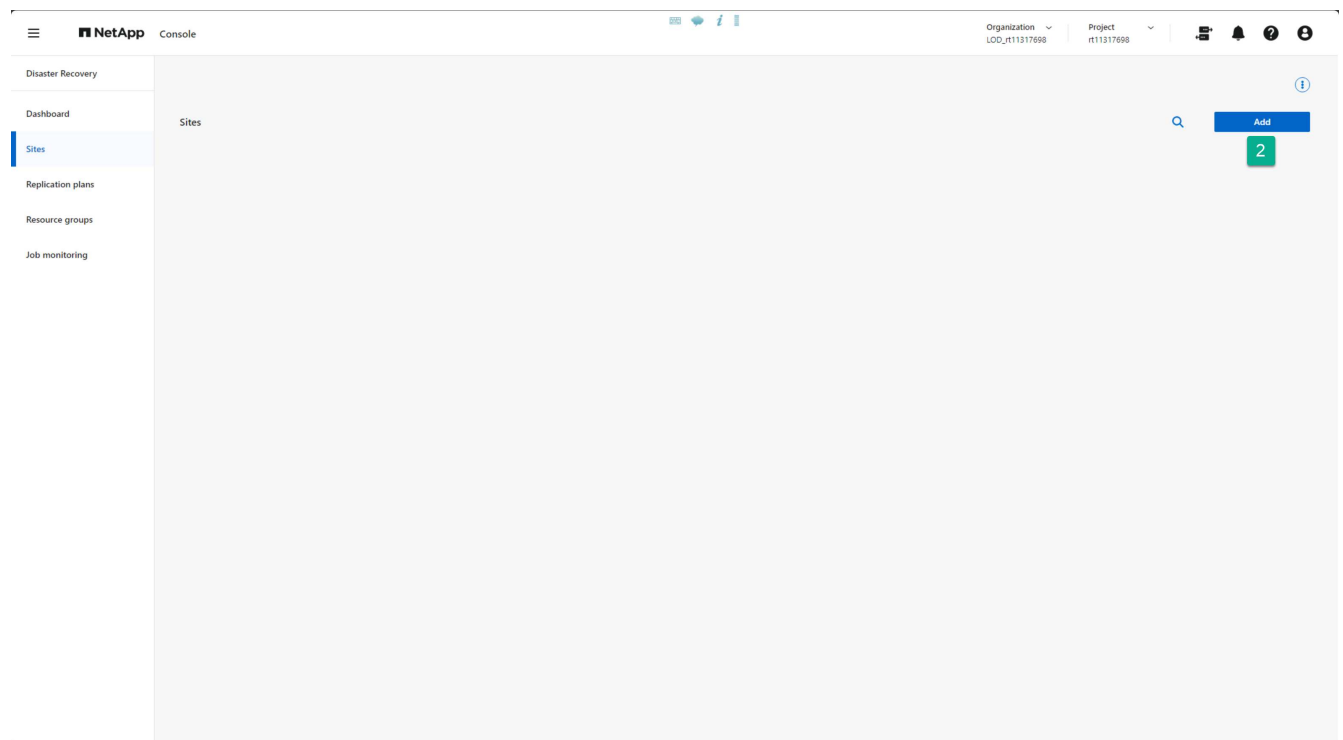 NetApp Console
Organization
LOD_rt11317698
Project
rt11317698
Disaster Recovery
Dashboard
Sites
Replication plans
Resource groups
Job monitoring
Sites
Add
2